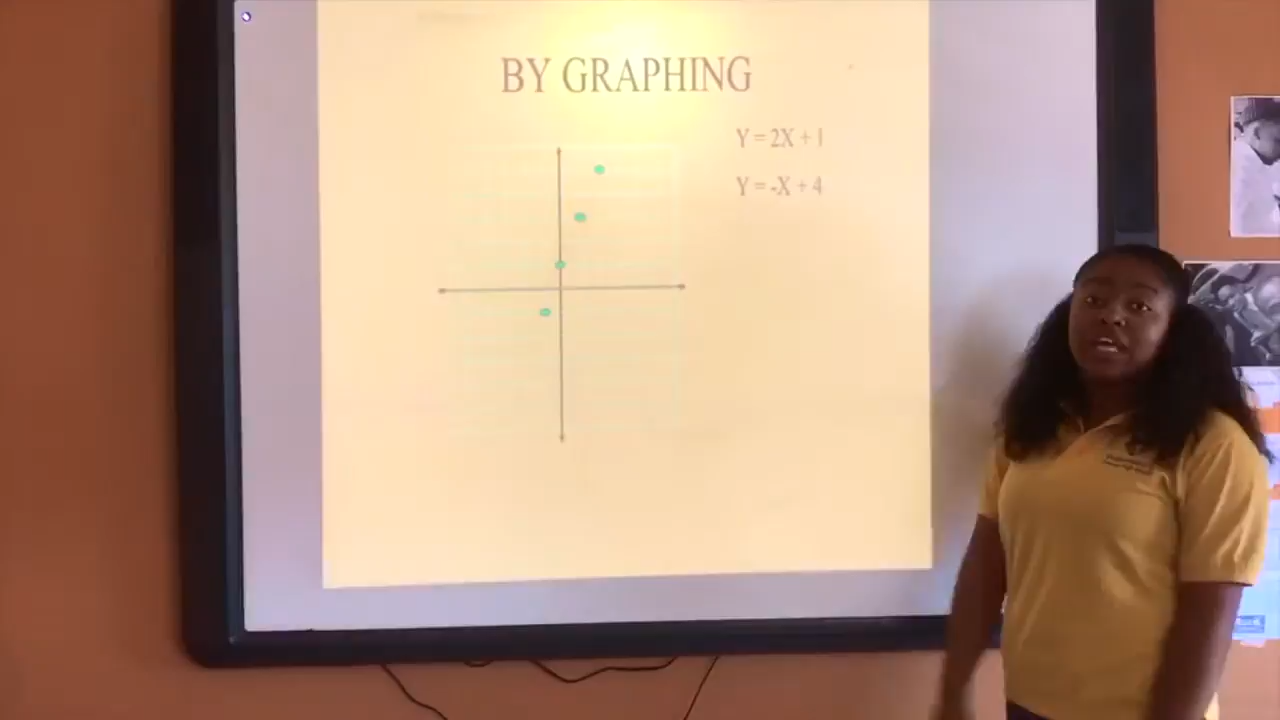 BY GRAPHING
Y = 2X + 1
Y = -X + 4